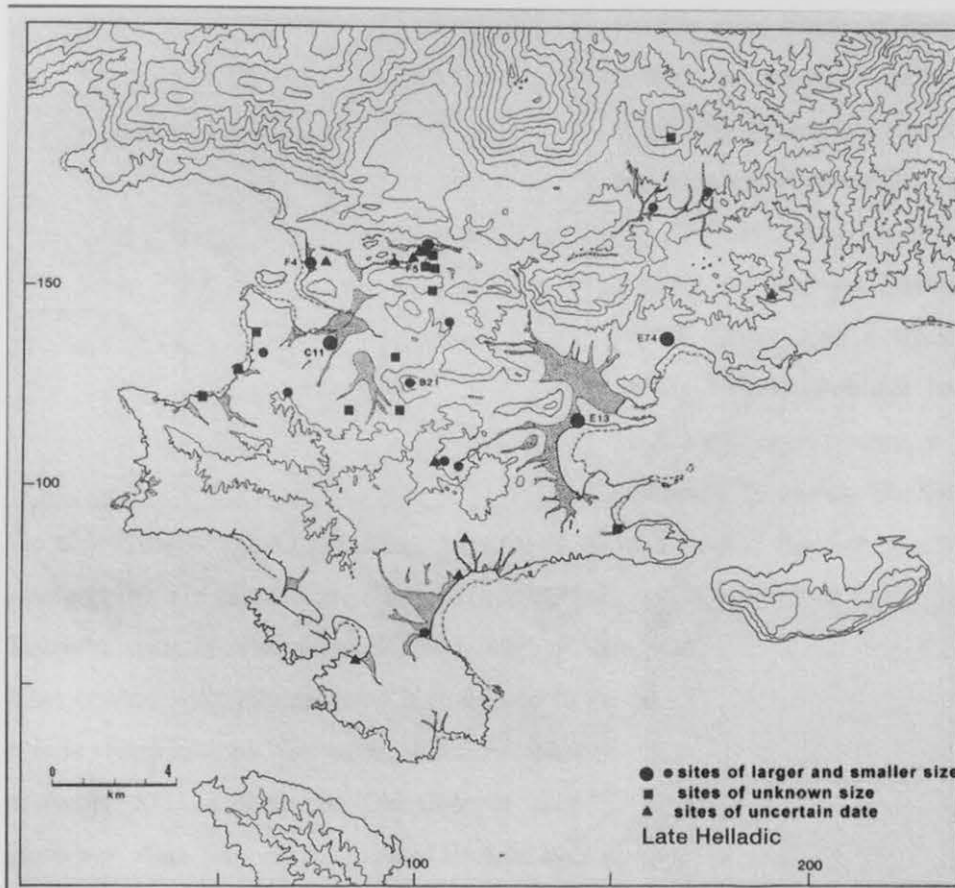 F4
F5
150
C11
E74
B21
E13
100
0 4
km
● • sites of larger and smaller size
■ sites of unknown size
▲ sites of uncertain date
Late Helladic
100 200